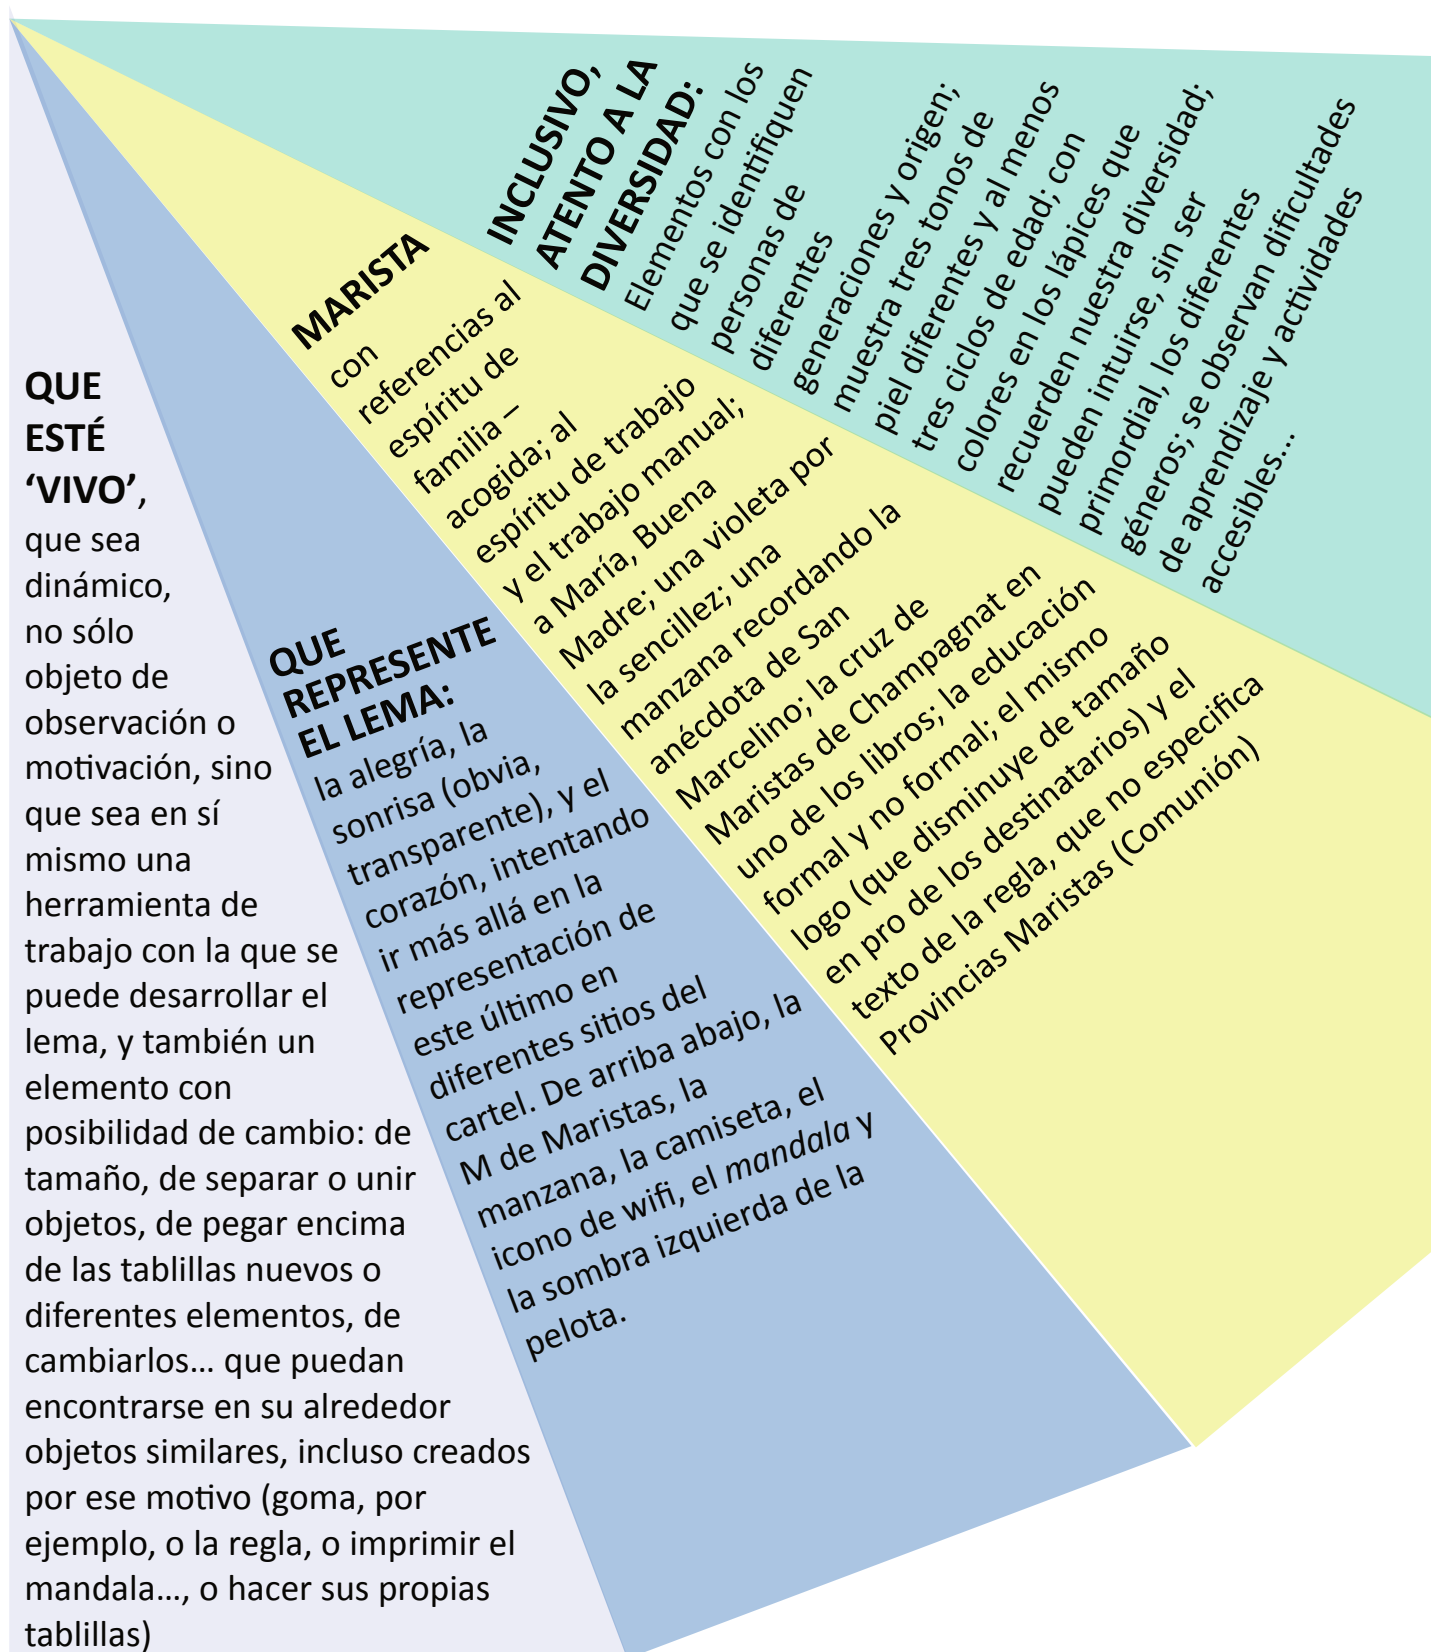 QUE
ESTÉ
‘VIVO’,
que sea
dinámico,
no sólo
objeto de
observación o
motivación, sino
que sea en sí
mismo una
herramienta de
trabajo con la que se
puede desarrollar el
lema, y también un
elemento con
posibilidad de cambio: de
tamaño, de separar o unir
objetos, de pegar encima
de las tablillas nuevos o
diferentes elementos, de
cambiarlos… que puedan
encontrarse en su alrededor
objetos similares, incluso creados
por ese motivo (goma, por
ejemplo, o la regla, o imprimir el
mandala…, o hacer sus propias
tablillas)
QUE
REPRESENTE
EL LEMA:
la alegría, la
sonrisa (obvia,
transparente), y el
corazón, intentando
ir más allá en la
representación de
este último en
diferentes sitios del
cartel. De arriba abajo, la
M de Maristas, la
manzana, la camiseta, el
icono de wifi, el mandala y
la sombra izquierda de la
pelota.
MARISTA
con
referencias al
espíritu de
familia –
acogida; al
espíritu de trabajo
y el trabajo manual;
a María, Buena
Madre; una violeta por
la sencillez; una
manzana recordando la
anécdota de San
Marcelino; la cruz de
Maristas de Champagnat en
uno de los libros; la educación
formal y no formal; el mismo
logo (que disminuye de tamaño
en pro de los destinatarios) y el
texto de la regla, que no especifica
Provincias Maristas (Comunión)
INCLUSIVO,
ATENTO A LA
DIVERSIDAD:
Elementos con los
que se identifiquen
personas de
diferentes
generaciones y origen;
muestra tres tonos de
piel diferentes y al menos
tres ciclos de edad; con
colores en los lápices que
recuerden nuestra diversidad;
pueden intuirse, sin ser
primordial, los diferentes
géneros; se observan dificultades
de aprendizaje y actividades
accesibles…